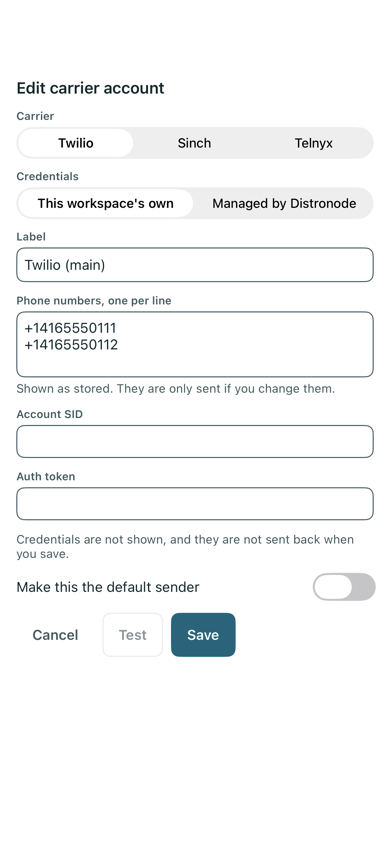 Edit carrier account
Carrier
Twilio
Sinch
Telnyx
Credentials
This workspace's own
Managed by Distronode
Label
Twilio (main)
Phone numbers, one per line
+14165550111
+14165550112
Shown as stored. They are only sent if you change them.
Account SID
Auth token
Credentials are not shown, and they are not sent back when
you save.
Make this the default sender
Cancel
Test
Save